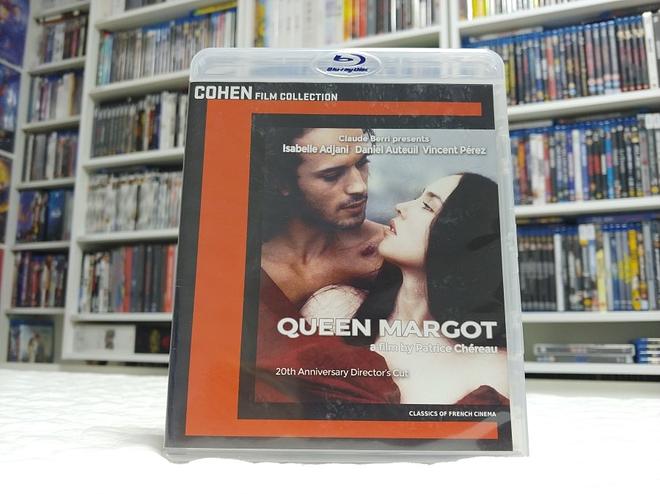 Blu-ray Disc
COHEN FILM COLLECTION
Claude Berri presents
Isabelle Adjani Daniel Auteuil Vincent Pérez
QUEEN MARGOT
a film by Patrice Chéreau
20th Anniversary Director's Cut
CLASSICS OF FRENCH CINEMA